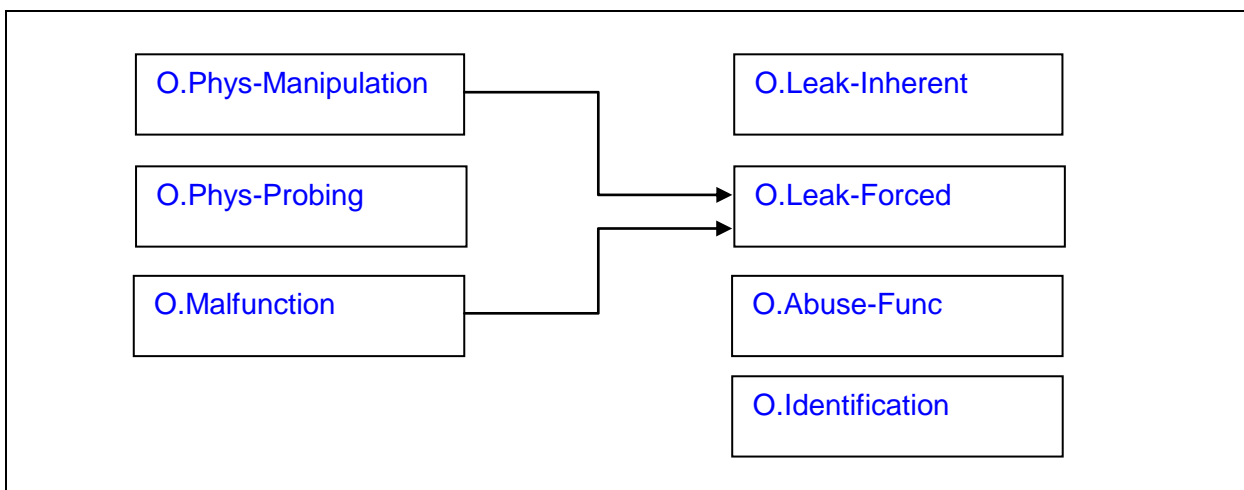 O.Phys-Manipulation
O.Leak-Inherent
O.Phys-Probing
O.Leak-Forced
O.Malfunction
O.Abuse-Func
O.Identification